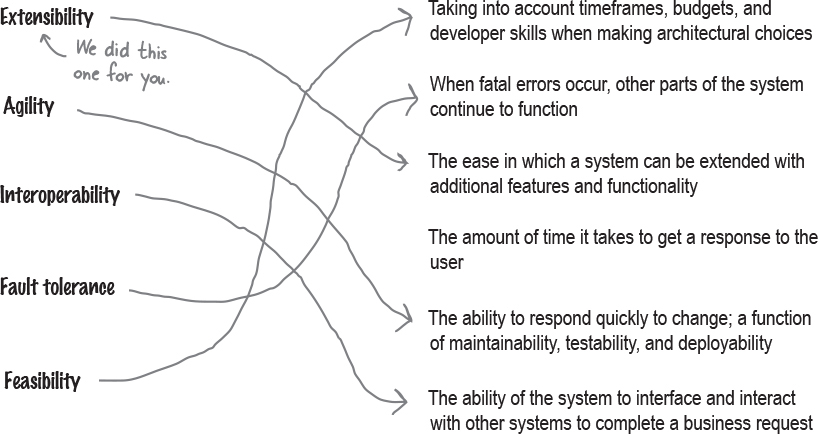 Extensibility
We did this
one for you.
Agility
Interoperability
Fault tolerance
Feasibility
Taking into account timeframes, budgets, and
developer skills when making architectural choices
When fatal errors occur, other parts of the system
continue to function
The ease in which a system can be extended with
additional features and functionality
The amount of time it takes to get a response to the
user
The ability to respond quickly to change; a function
of maintainability, testability, and deployability
The ability of the system to interface and interact
with other systems to complete a business request